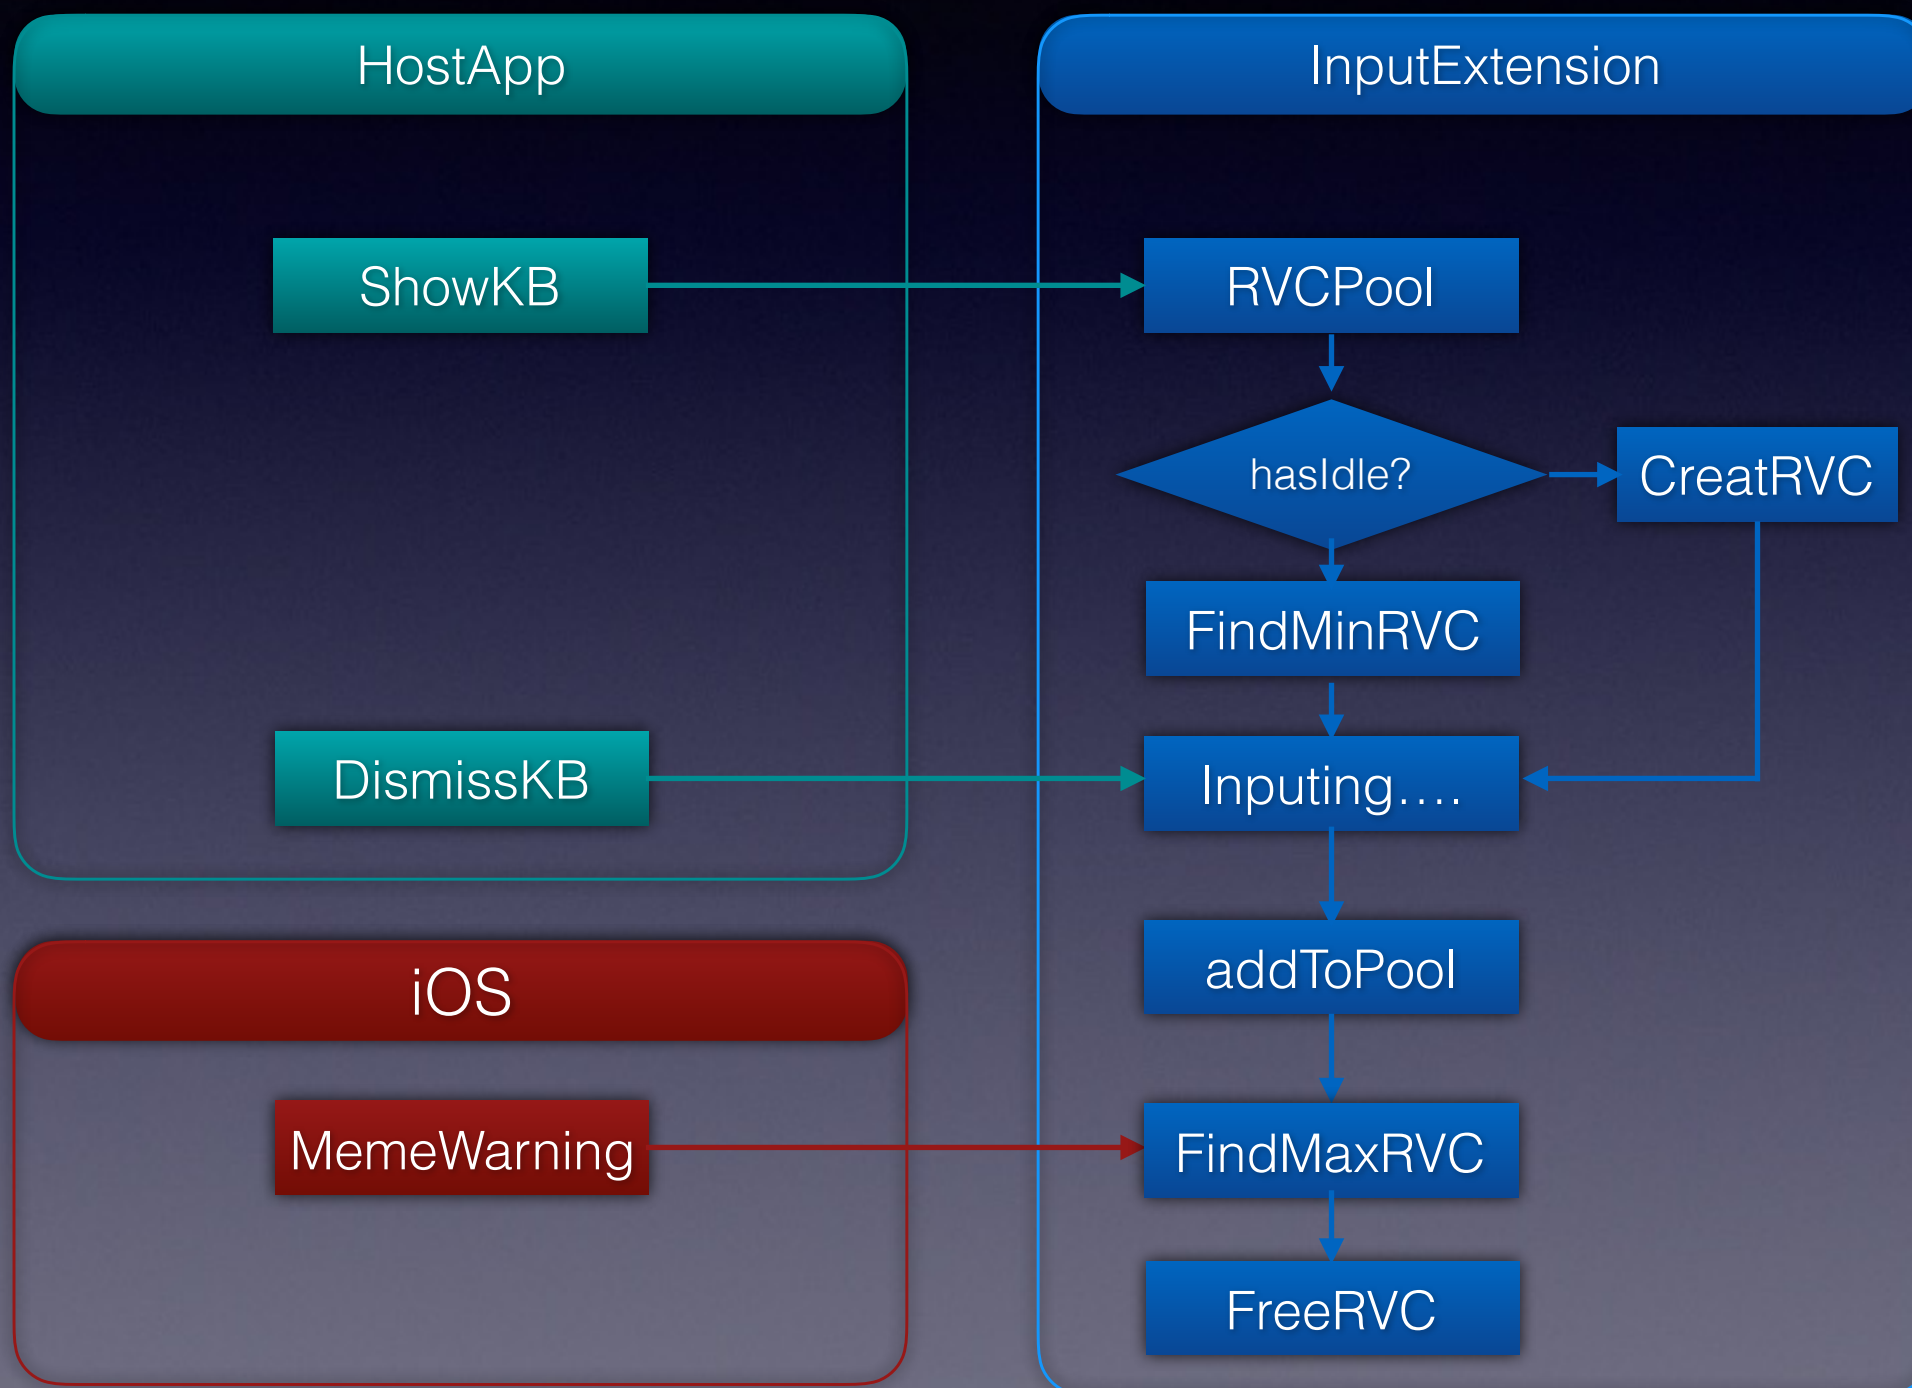 HostApp
InputExtension
ShowKB
RVCPool
hasIdle?
CreatRVC
FindMinRVC
DismissKB
Inputing....
addToPool
iOS
MemeWarning
FindMaxRVC
FreeRVC